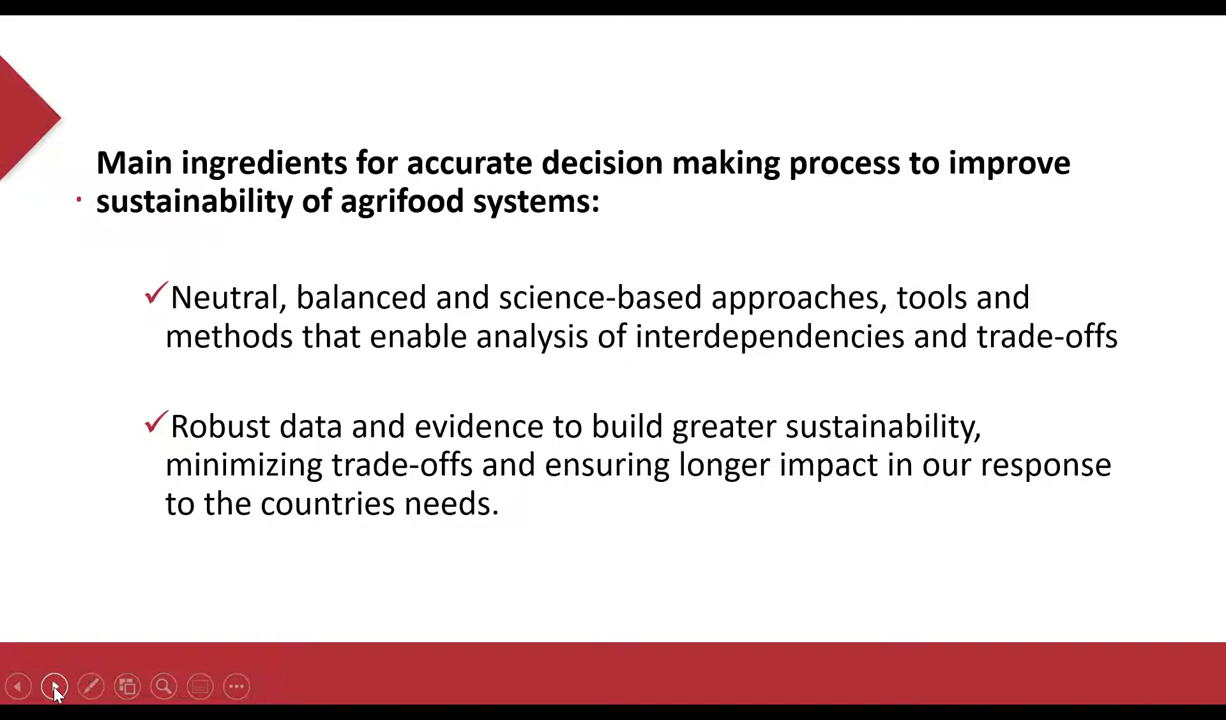 Main ingredients for accurate decision making process to improve
sustainability of agrifood systems:
Neutral, balanced and science-based approaches, tools and
methods that enable analysis of interdependencies and trade-offs
Robust data and evidence to build greater sustainability,
minimizing trade-offs and ensuring longer impact in our response
to the countries needs.